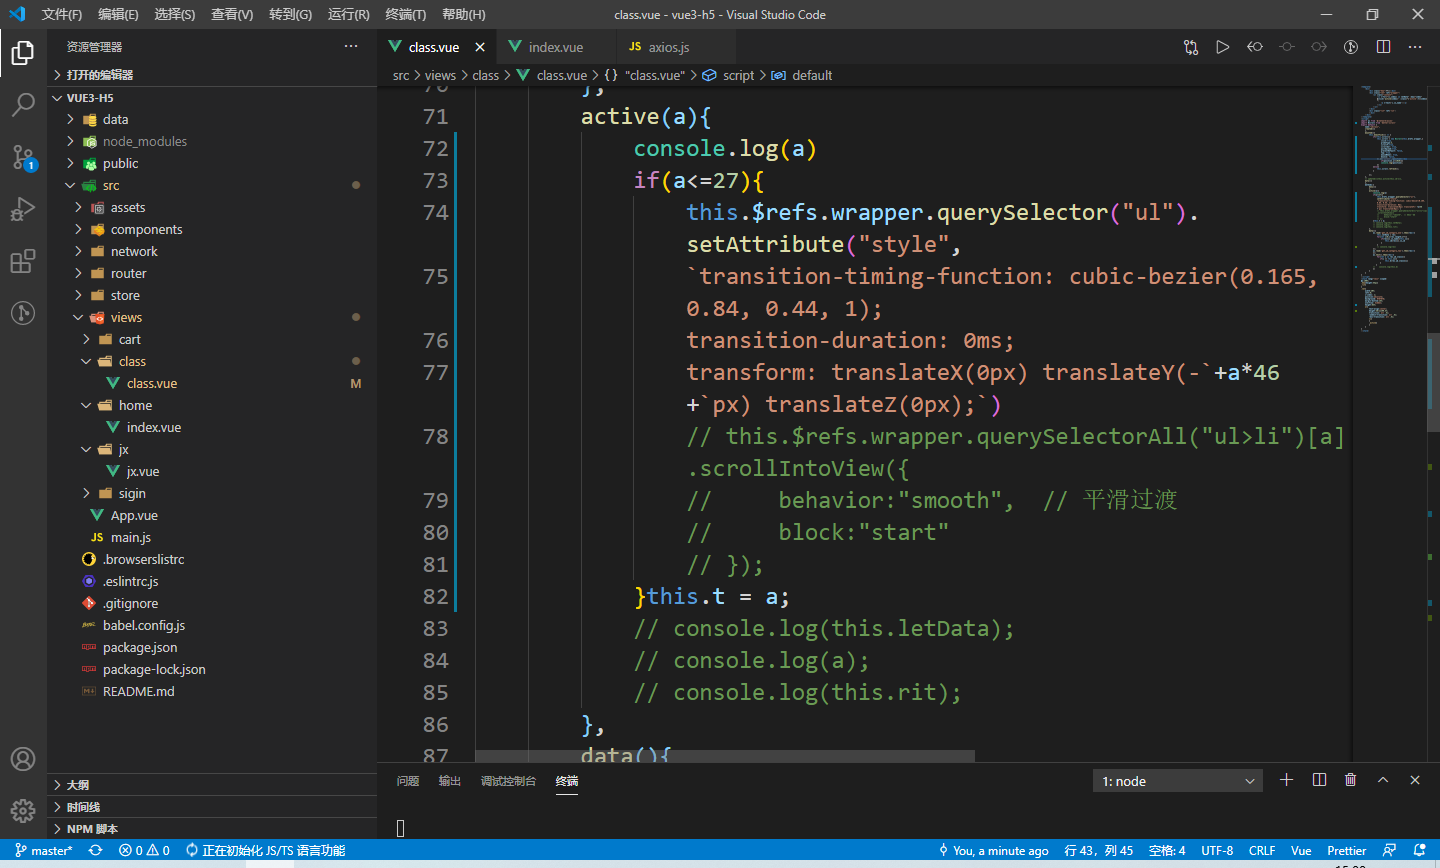 文件(F) 编辑(E) 选择(S) 查看(V) 转到(G) 运行(R) 终端(T) 帮助(H) class.vue - vue3-h5 - Visual Studio Code
资源管理器 ···
打开的编辑器
VUE3-H5
data
node_modules
public
src
assets
components
network
router
store
views
cart
class
class.vue M
home
index.vue
jx
jx.vue
sigin
App.vue
JS main.js
.browserslistrc
.eslintrc.js
.gitignore
babel.config.js
package.json
package-lock.json
README.md
大纲
时间线
NPM 脚本
1
class.vue index.vue JS axios.js
src > views > class > class.vue > {} "class.vue" > script > default
70 },
71 active(a){
72 console.log(a)
73 if(a<=27){
74 this.$refs.wrapper.querySelector("ul").
setAttribute("style",
75 `transition-timing-function: cubic-bezier(0.165,
0.84, 0.44, 1);
76 transition-duration: 0ms;
77 transform: translateX(0px) translateY(-`+a*46
+`px) translateZ(0px);`)
78 // this.$refs.wrapper.querySelectorAll("ul>li")[a]
.scrollIntoView({
79 // behavior:"smooth", // 平滑过渡
80 // block:"start"
81 // });
82 }this.t = a;
83 // console.log(this.letData);
84 // console.log(a);
85 // console.log(this.rit);
86 },
87 data(){
问题 输出 调试控制台 终端 1: node
master* 0 0 正在初始化 JS/TS 语言功能 You, a minute ago 行 43，列 45 空格: 4 UTF-8 CRLF Vue Prettier